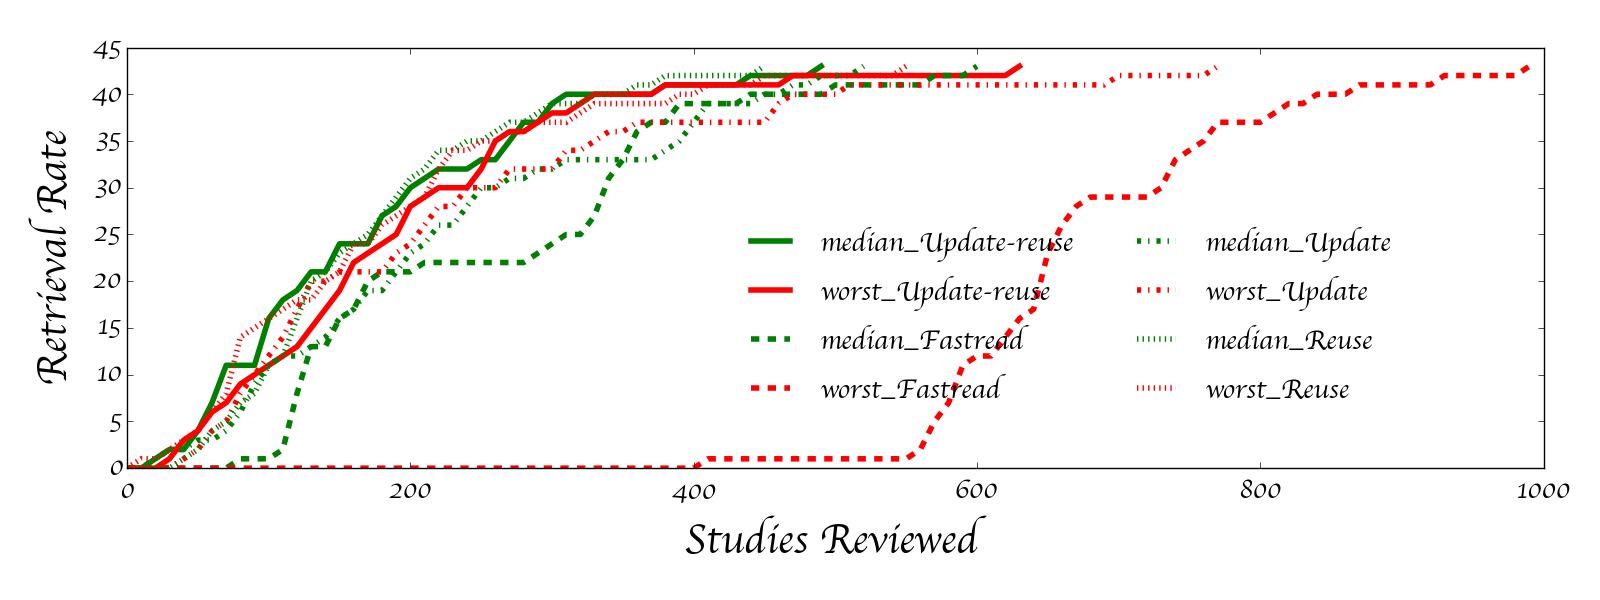 45
40
35
30
25
20
15
10
5
0
Retrieval Rate
median_Update-reuse
worst_Update-reuse
median_Fastread
worst_Fastread
median_Update
worst_Update
median_Reuse
worst_Reuse
0 200 400 600 800 1000
Studies Reviewed